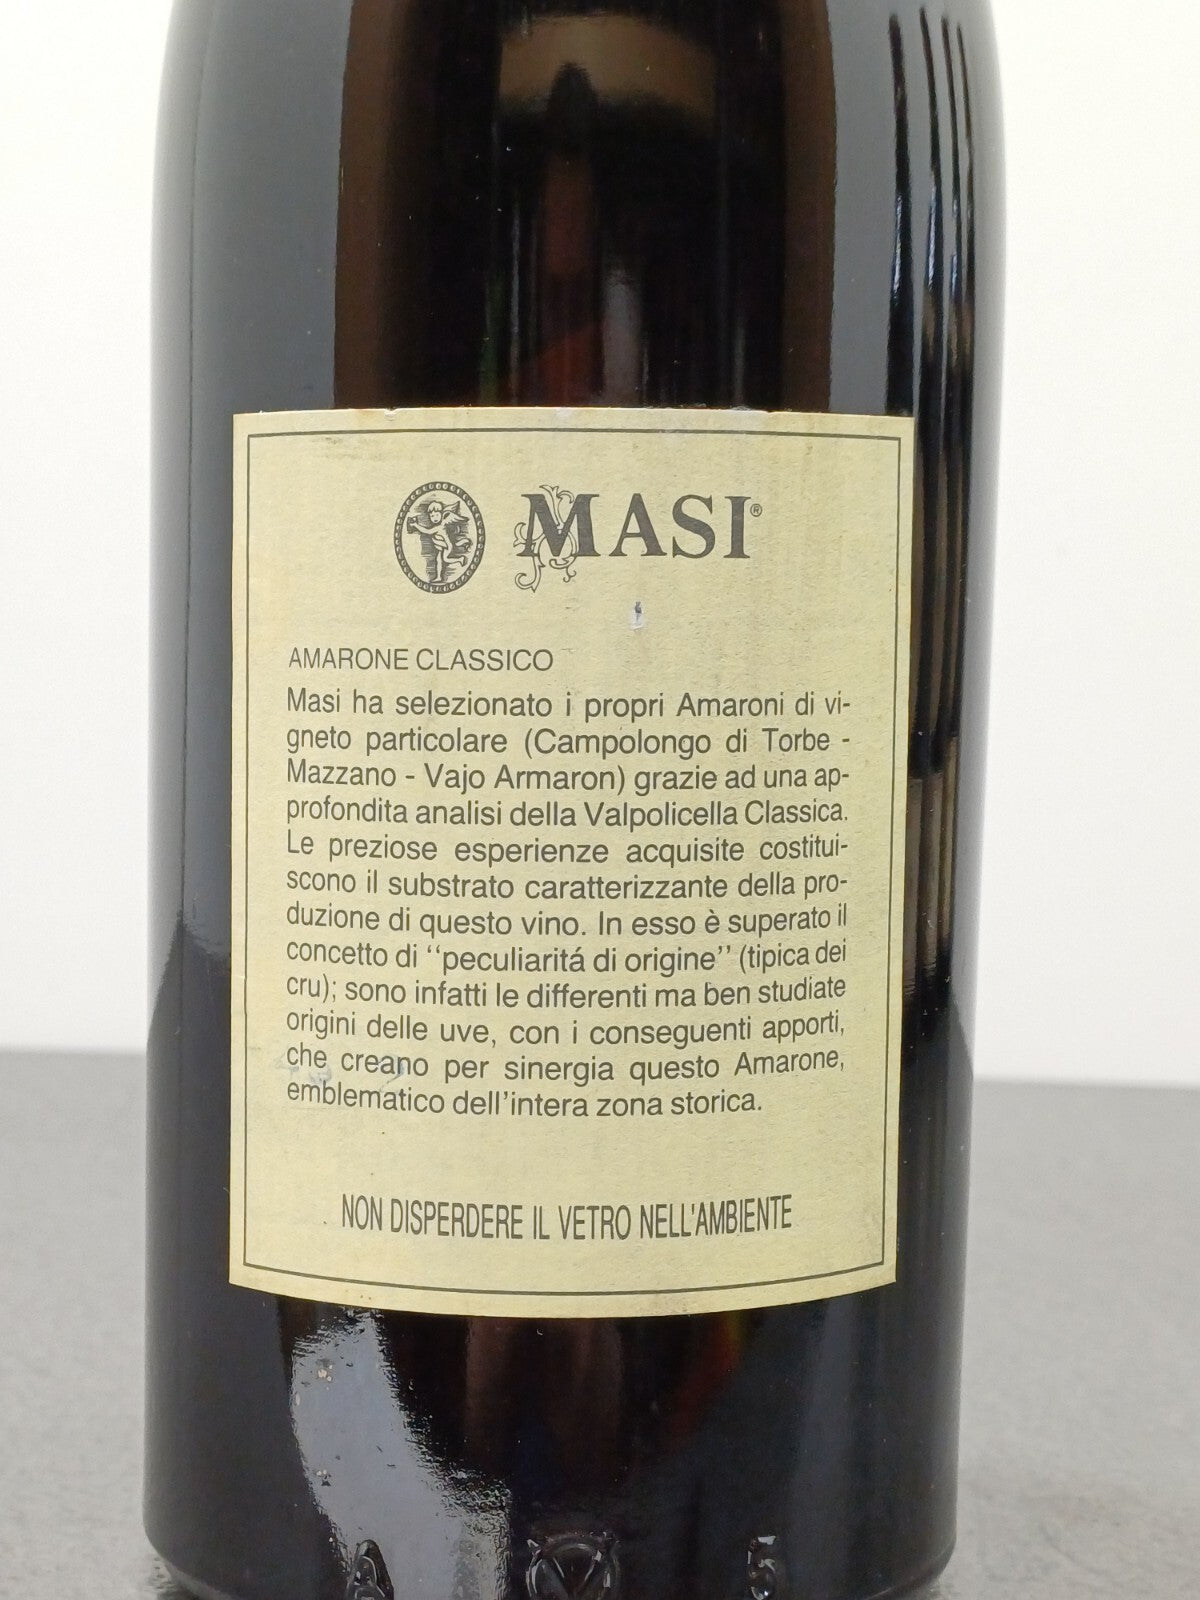 MASI®
AMARONE CLASSICO
Masi ha selezionato i propri Amaroni di vi-
gneto particolare (Campolongo di Torbe -
Mazzano - Vajo Armaron) grazie ad una ap-
profondita analisi della Valpolicella Classica.
Le preziose esperienze acquisite costitui-
scono il substrato caratterizzante della pro-
duzione di questo vino. In esso è superato il
concetto di ‘‘peculiaritá di origine’’ (tipica dei
cru); sono infatti le differenti ma ben studiate
origini delle uve, con i conseguenti apporti,
che creano per sinergia questo Amarone,
emblematico dell'intera zona storica.
NON DISPERDERE IL VETRO NELL'AMBIENTE